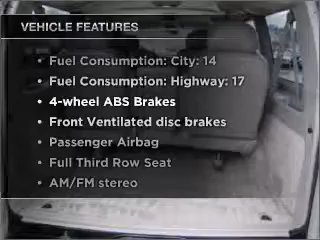 VEHICLE FEATURES
• Fuel Consumption: City: 14
• Fuel Consumption: Highway: 17
• 4-wheel ABS Brakes
• Front Ventilated disc brakes
• Passenger Airbag
• Full Third Row Seat
• AM/FM stereo